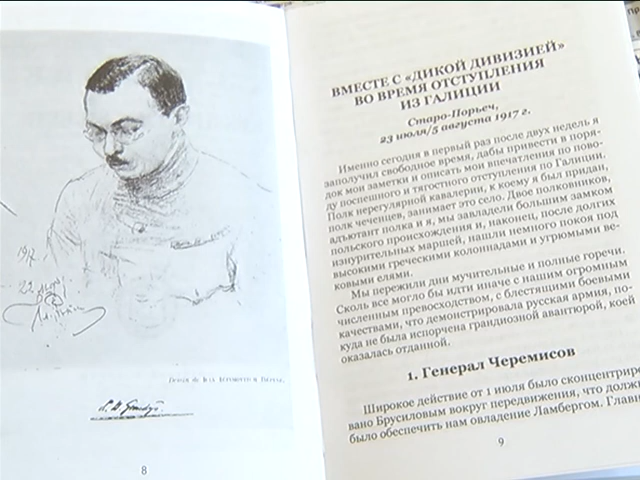 1917
8
ВМЕСТЕ С «ДИКОЙ ДИВИЗИЕЙ»
ВО ВРЕМЯ ОТСТУПЛЕНИЯ
ИЗ ГАЛИЦИИ
Старо-Порьеч,
23 июля/5 августа 1917 г.
Именно сегодня в первый раз после двух недель я
заполучил свободное время, дабы привести в поря-
док мои заметки и описать мои впечатления по пово-
ду поспешного и тягостного отступления по Галиции.
Полк нерегулярной кавалерии, к коему я был придан,
полк чеченцев, занимает это село. Двое полковников,
адъютант полка и я, мы завладели большим замком
польского происхождения и, наконец, после долгих
изнурительных маршей, нашли немного покоя под
высокими греческими колоннадами и угрюмыми ве-
ковыми елями.
Мы пережили дни мучительные и полные горечи.
Сколь все могло бы идти иначе с нашим огромным
численным превосходством, с блестящими боевыми
качествами, что демонстрировала русская армия, по-
куда не была испорчена грандиозной авантюрой, коей
оказалась отданной.
1. Генерал Черемисов
Широкое действие от 1 июля было сконцентриро
вано Брусиловым вокруг передвижения, что должн
было обеспечить нам овладение Ламбергом. Главн
9